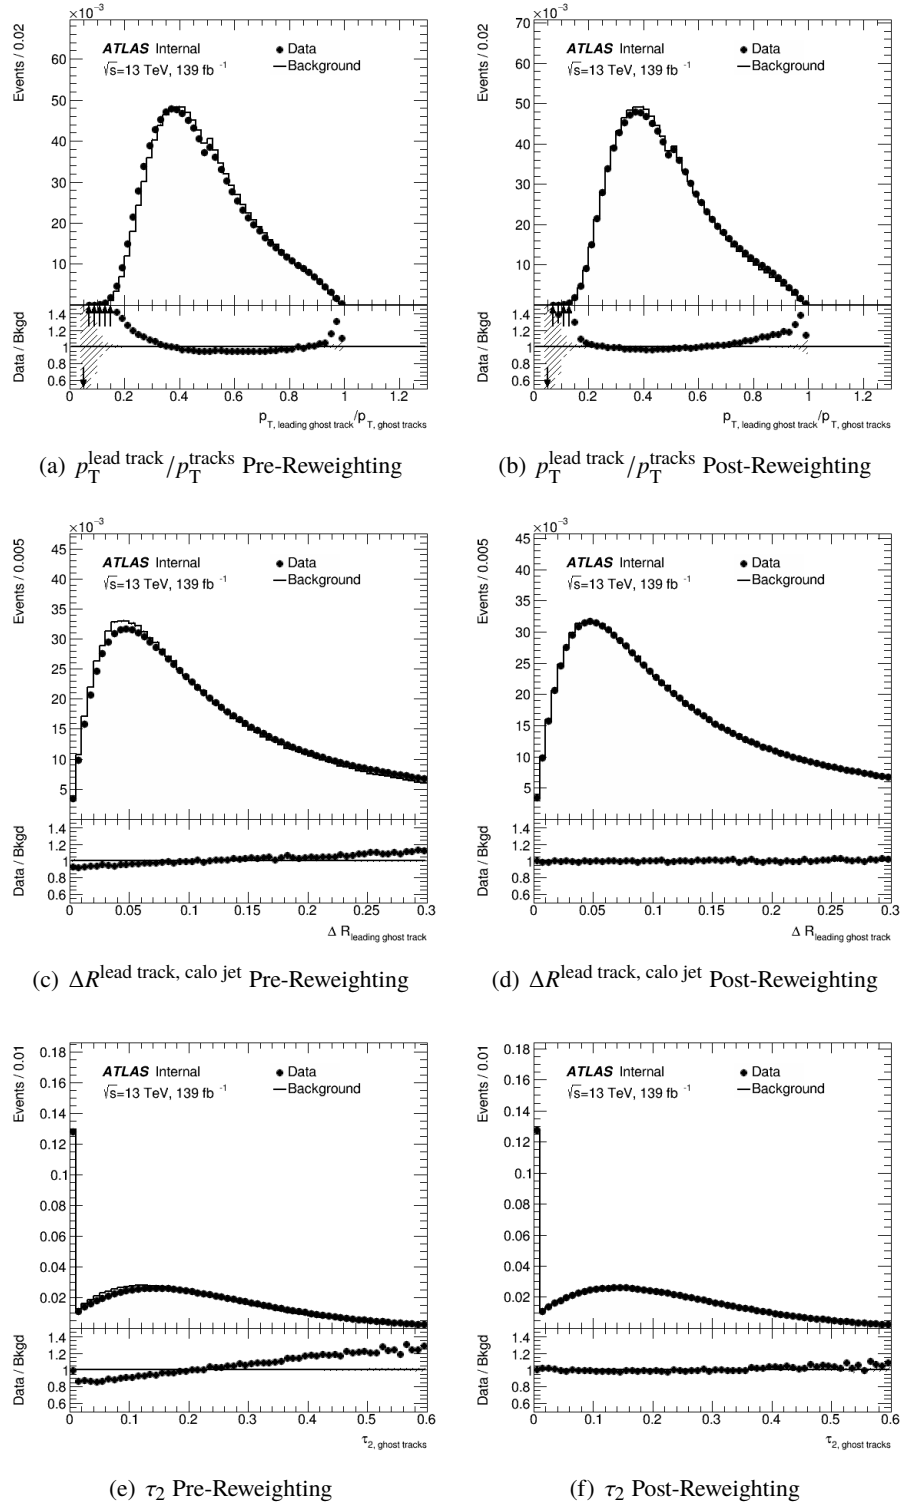 ×10⁻³
Events / 0.02
60
50
40
30
20
10
ATLAS Internal
√s=13 TeV, 139 fb⁻¹
Data
Background
Data / Bkgd
1.4
1.2
1
0.8
0.6
0 0.2 0.4 0.6 0.8 1 1.2
p_T, leading ghost track/p_T, ghost tracks
(a) p_T^lead track/p_T^tracks Pre-Reweighting
×10⁻³
Events / 0.02
70
60
50
40
30
20
10
ATLAS Internal
√s=13 TeV, 139 fb⁻¹
Data
Background
Data / Bkgd
1.4
1.2
1
0.8
0.6
0 0.2 0.4 0.6 0.8 1 1.2
p_T, leading ghost track/p_T, ghost tracks
(b) p_T^lead track/p_T^tracks Post-Reweighting
×10⁻³
Events / 0.005
45
40
35
30
25
20
15
10
5
ATLAS Internal
√s=13 TeV, 139 fb⁻¹
Data
Background
Data / Bkgd
1.4
1.2
1
0.8
0.6
0 0.05 0.1 0.15 0.2 0.25 0.3
Δ R_leading ghost track
(c) ΔR^lead track, calo jet Pre-Reweighting
×10⁻³
Events / 0.005
45
40
35
30
25
20
15
10
5
ATLAS Internal
√s=13 TeV, 139 fb⁻¹
Data
Background
Data / Bkgd
1.4
1.2
1
0.8
0.6
0 0.05 0.1 0.15 0.2 0.25 0.3
Δ R_leading ghost track
(d) ΔR^lead track, calo jet Post-Reweighting
Events / 0.01
0.18
0.16
0.14
0.12
0.1
0.08
0.06
0.04
0.02
ATLAS Internal
√s=13 TeV, 139 fb⁻¹
Data
Background
Data / Bkgd
1.4
1.2
1
0.8
0.6
0 0.1 0.2 0.3 0.4 0.5 0.6
τ_2, ghost tracks
(e) τ₂ Pre-Reweighting
Events / 0.01
0.18
0.16
0.14
0.12
0.1
0.08
0.06
0.04
0.02
ATLAS Internal
√s=13 TeV, 139 fb⁻¹
Data
Background
Data / Bkgd
1.4
1.2
1
0.8
0.6
0 0.1 0.2 0.3 0.4 0.5 0.6
τ_2, ghost tracks
(f) τ₂ Post-Reweighting